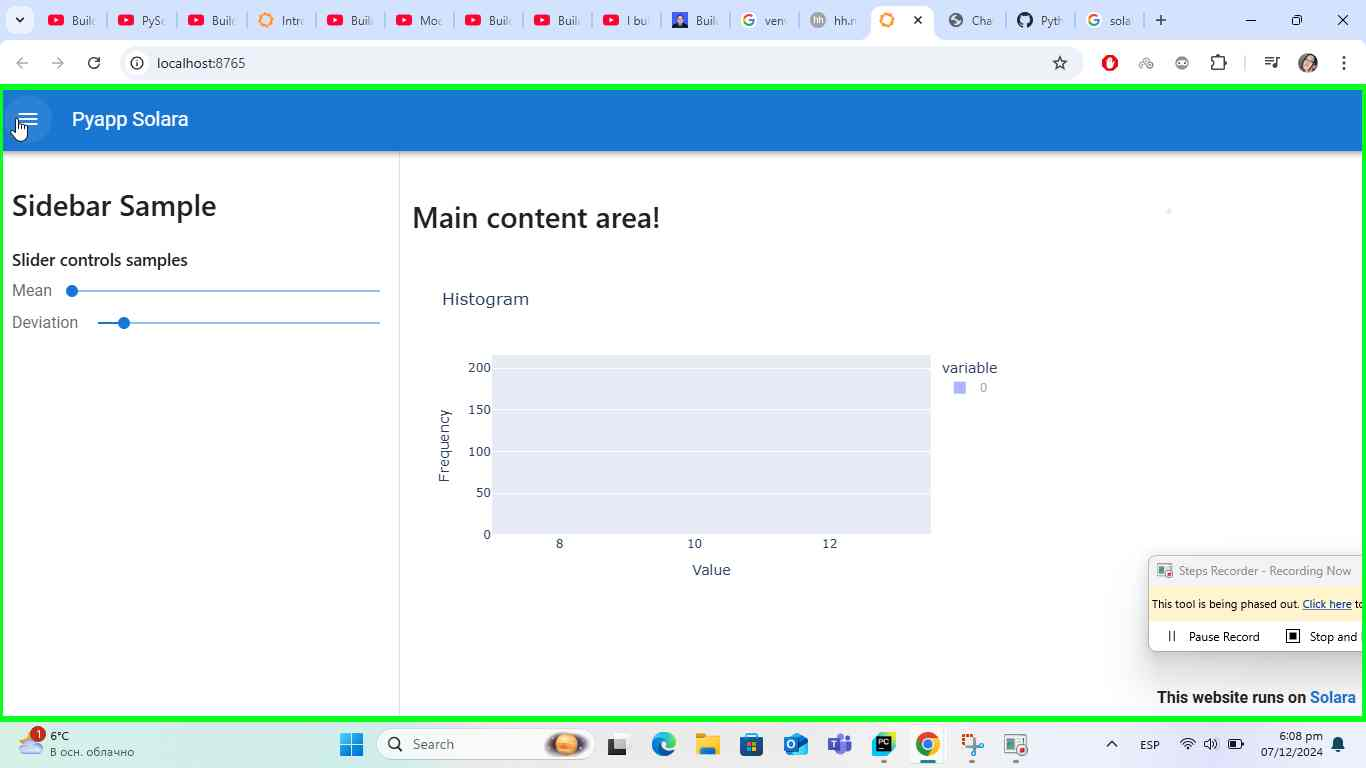 Buil
PySc
Buil
Intr
Buil
Mod
Buil
Buil
I bui
Buil
venv
hh.r
Cha
Pyth
sola
localhost:8765
Pyapp Solara
Sidebar Sample
Slider controls samples
Mean
Deviation
Main content area!
Histogram
200
150
100
50
0
Frequency
8
10
12
Value
variable
0
Steps Recorder - Recording Now
This tool is being phased out. Click here to
Pause Record
Stop and
This website runs on Solara
1
6°C
В осн. облачно
Search
ESP
6:08 pm
07/12/2024